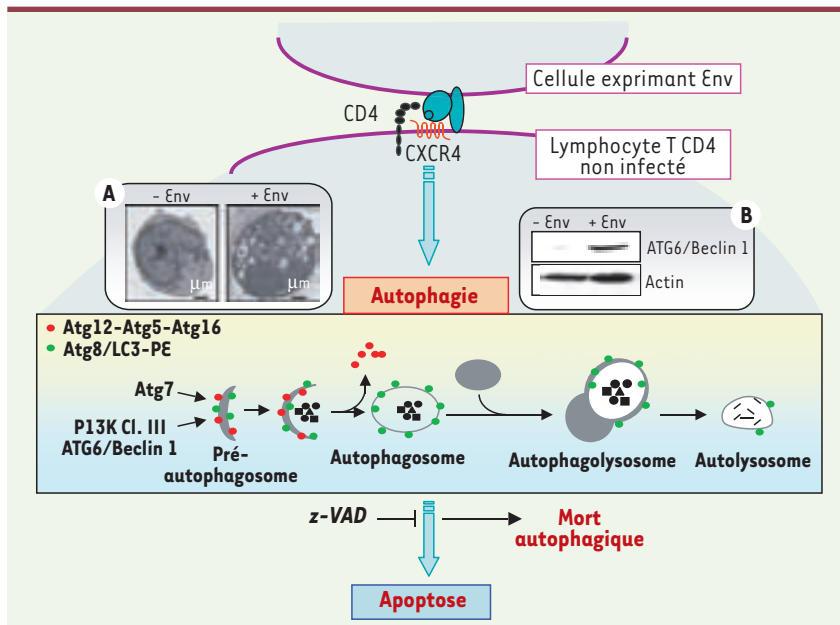 Cellule exprimant Env
CD4
CXCR4
Lymphocyte T CD4
non infecté
A
- Env
+ Env
µm
µm
B
- Env
+ Env
ATG6/Beclin 1
Actin
Autophagie
Atg12-Atg5-Atg16
Atg8/LC3-PE
Atg7
P13K Cl. III
ATG6/Beclin 1
Pré-
autophagosome
Autophagosome
Autophagolysosome
Autolysosome
z-VAD
Mort
autophagique
Apoptose